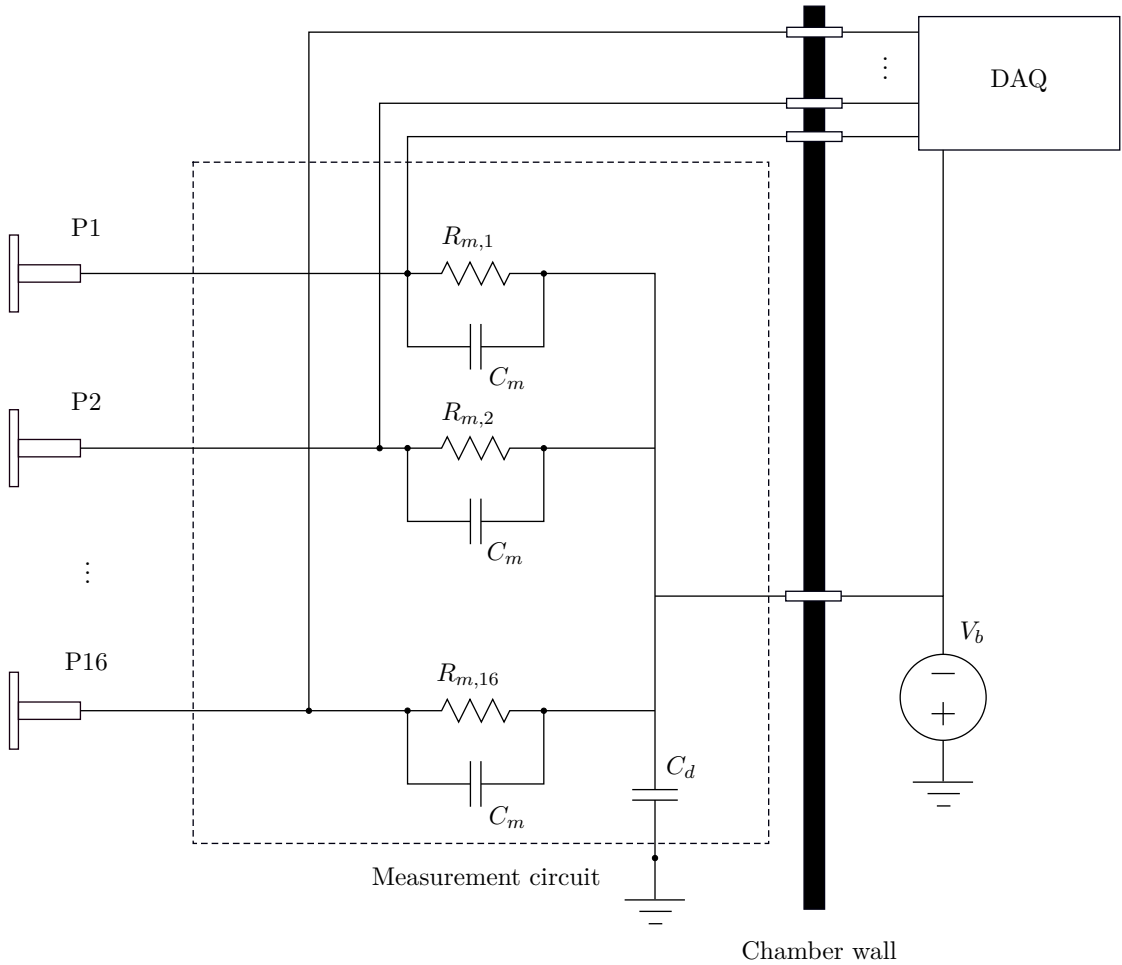 DAQ
⋮
P1
R_{m,1}
C_m
P2
R_{m,2}
C_m
⋮
V_b
P16
R_{m,16}
C_d
C_m
Measurement circuit
Chamber wall